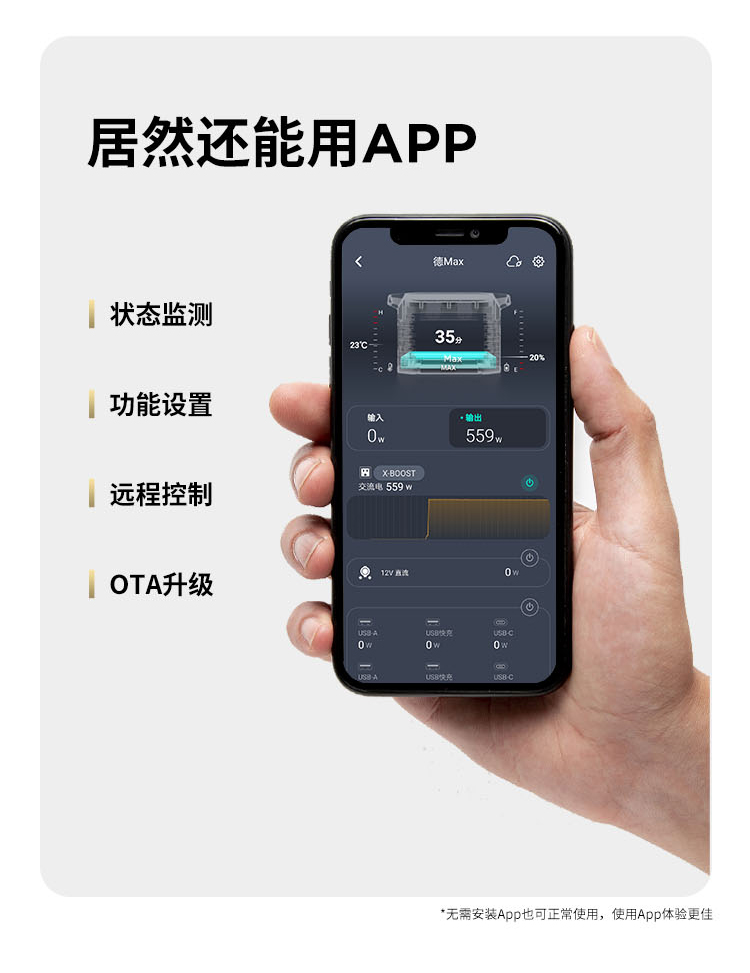 居然还能用APP
状态监测
功能设置
远程控制
OTA升级
德Max
H
F
35分
23℃
20%
Max
MAX
C
E
输入
0w
· 输出
559w
X-BOOST
交流电 559 w
12V 直流
0 w
USB-A
USB快充
USB-C
0 w
0 w
0 w
USB-A
USB快充
USB-C
*无需安装App也可正常使用，使用App体验更佳